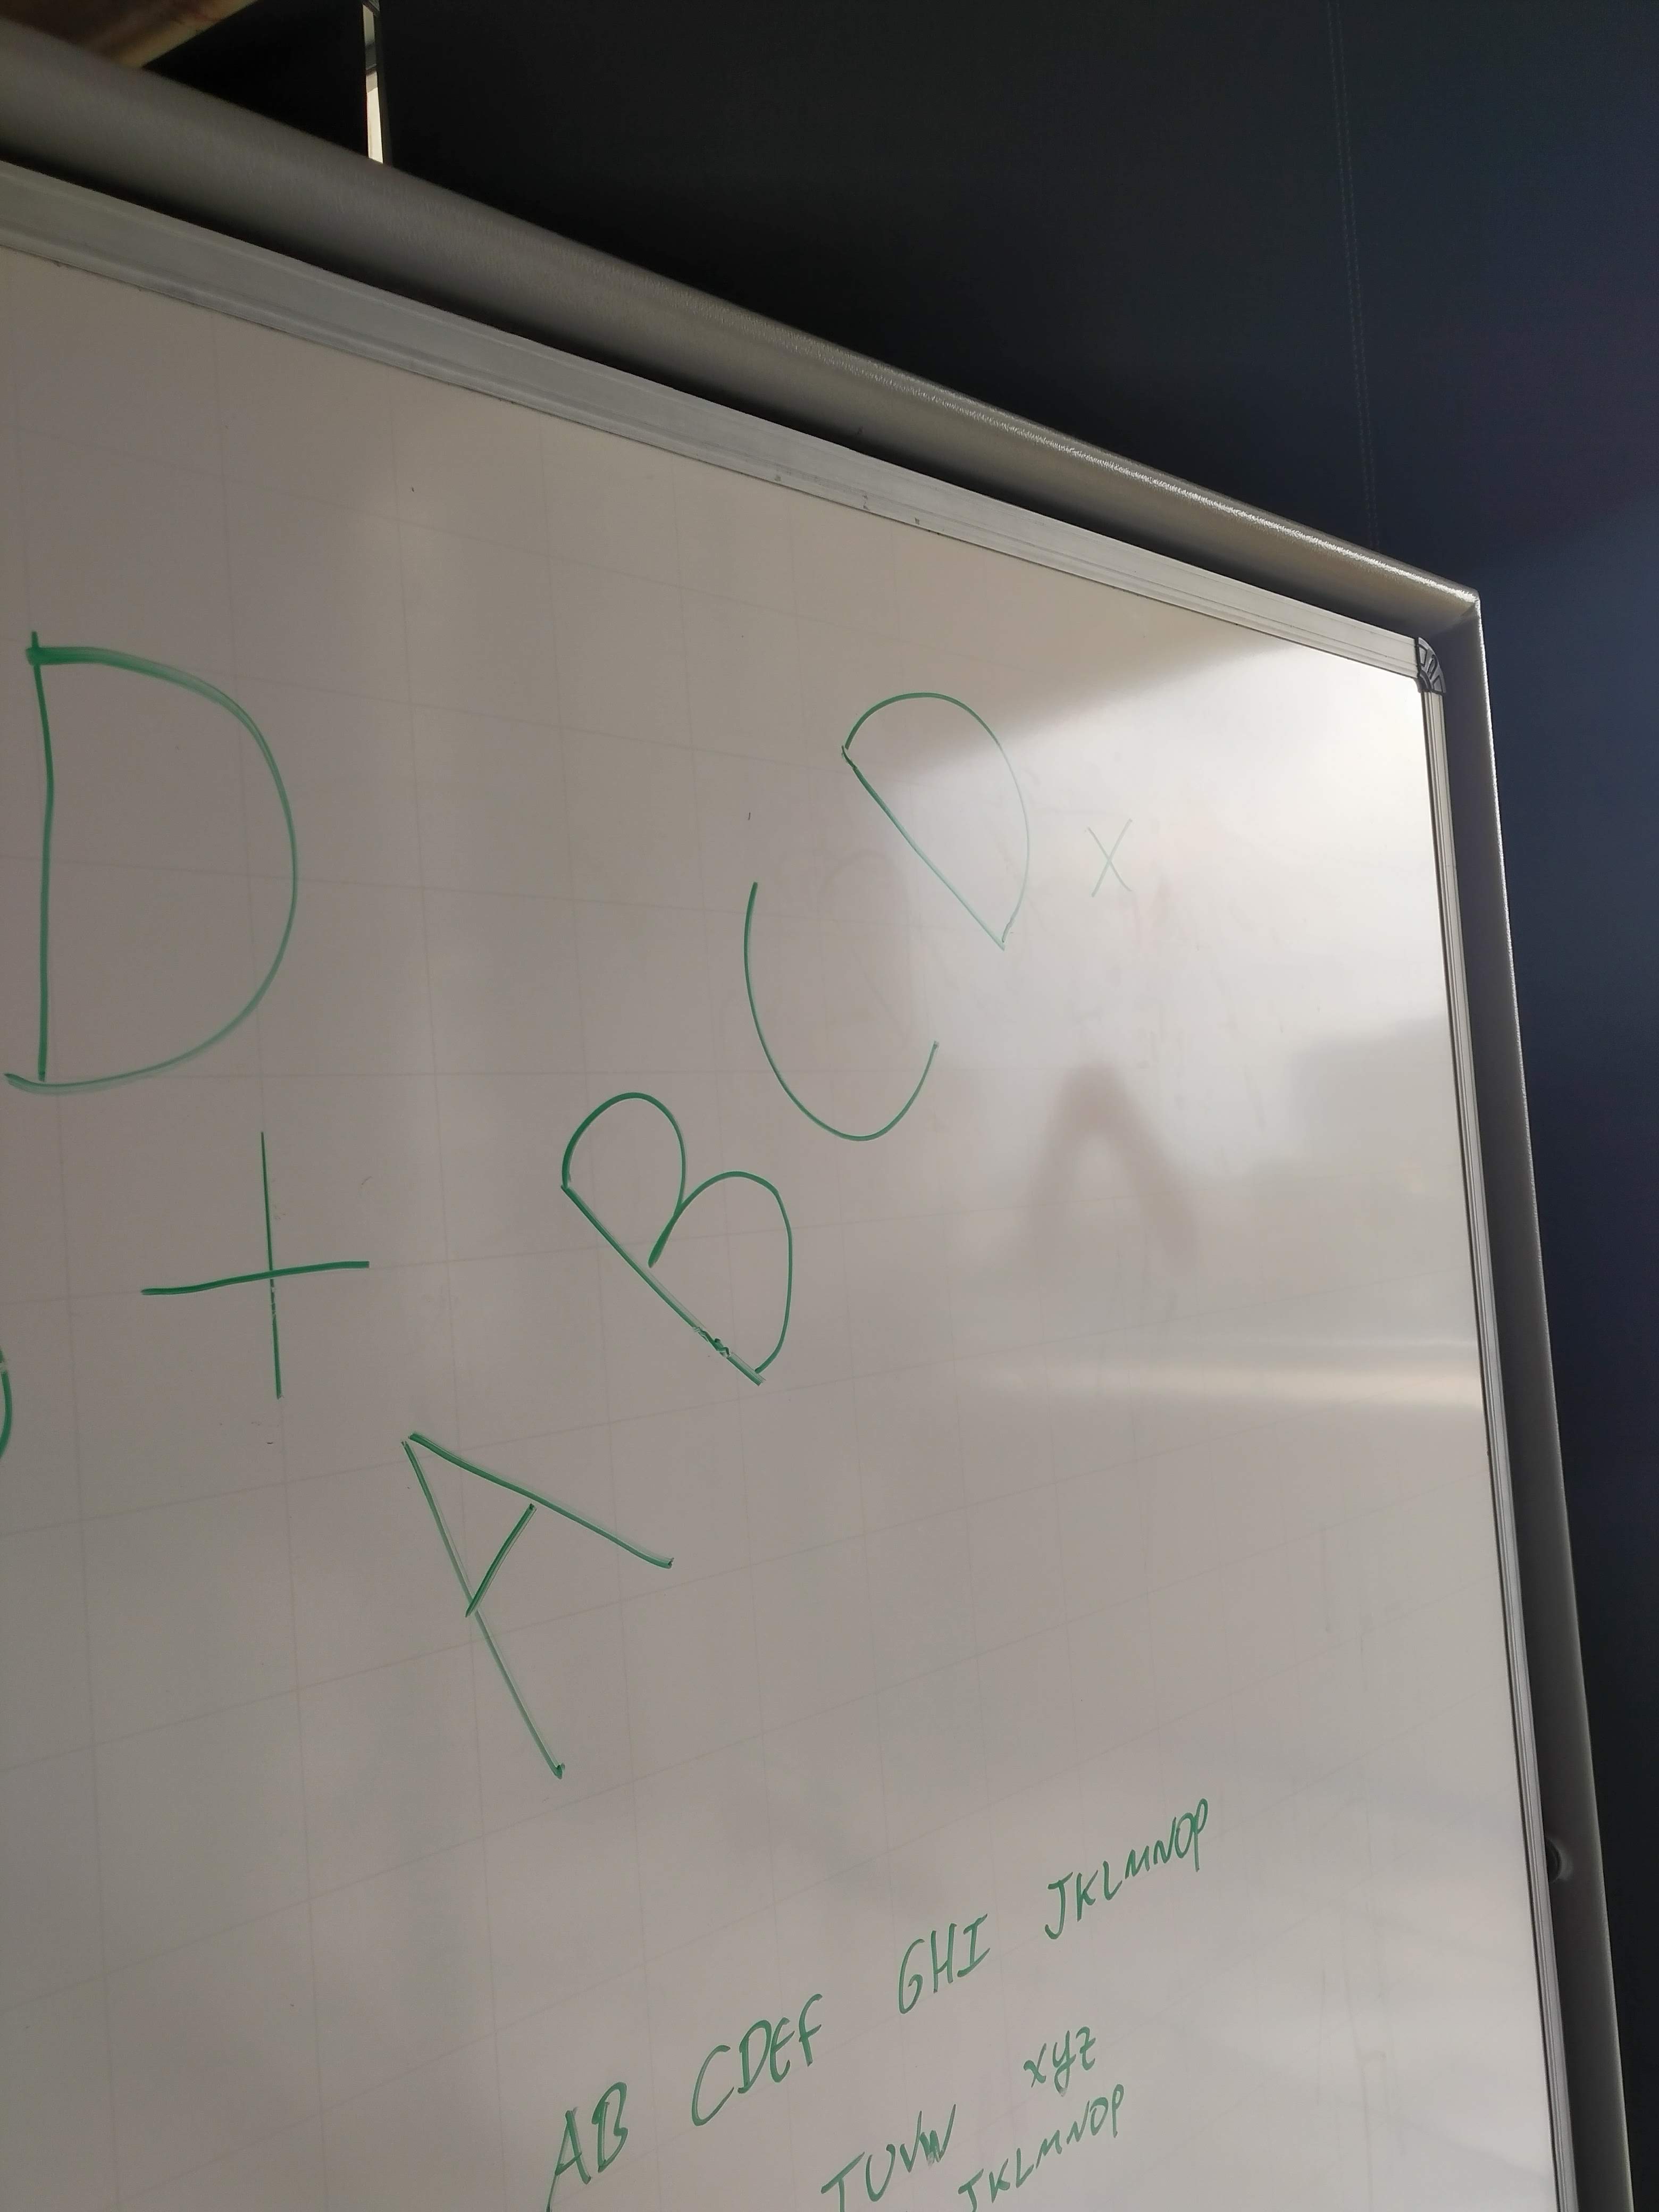 D
ABCD x
+
AB CDEF GHI JKLMNOP
TUVW xyz
JKLMNOP